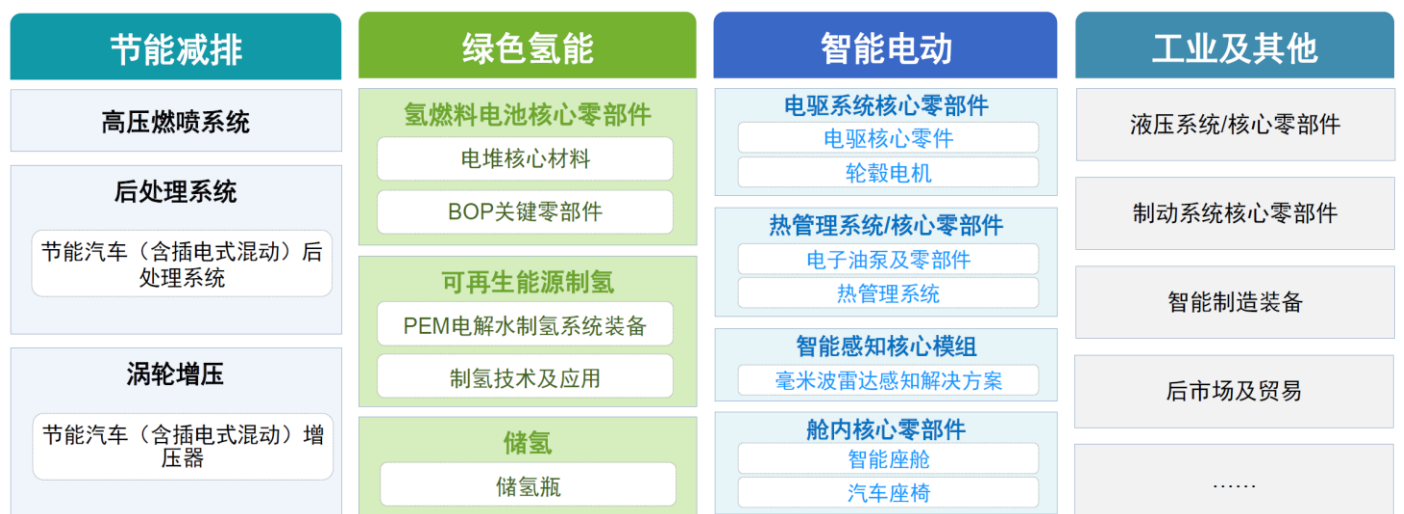 节能减排
高压燃喷系统
后处理系统
节能汽车（含插电式混动）后
处理系统
涡轮增压
节能汽车（含插电式混动）增
压器
绿色氢能
氢燃料电池核心零部件
电堆核心材料
BOP关键零部件
可再生能源制氢
PEM电解水制氢系统装备
制氢技术及应用
储氢
储氢瓶
智能电动
电驱系统核心零部件
电驱核心零件
轮毂电机
热管理系统/核心零部件
电子油泵及零部件
热管理系统
智能感知核心模组
毫米波雷达感知解决方案
舱内核心零部件
智能座舱
汽车座椅
工业及其他
液压系统/核心零部件
制动系统核心零部件
智能制造装备
后市场及贸易
……